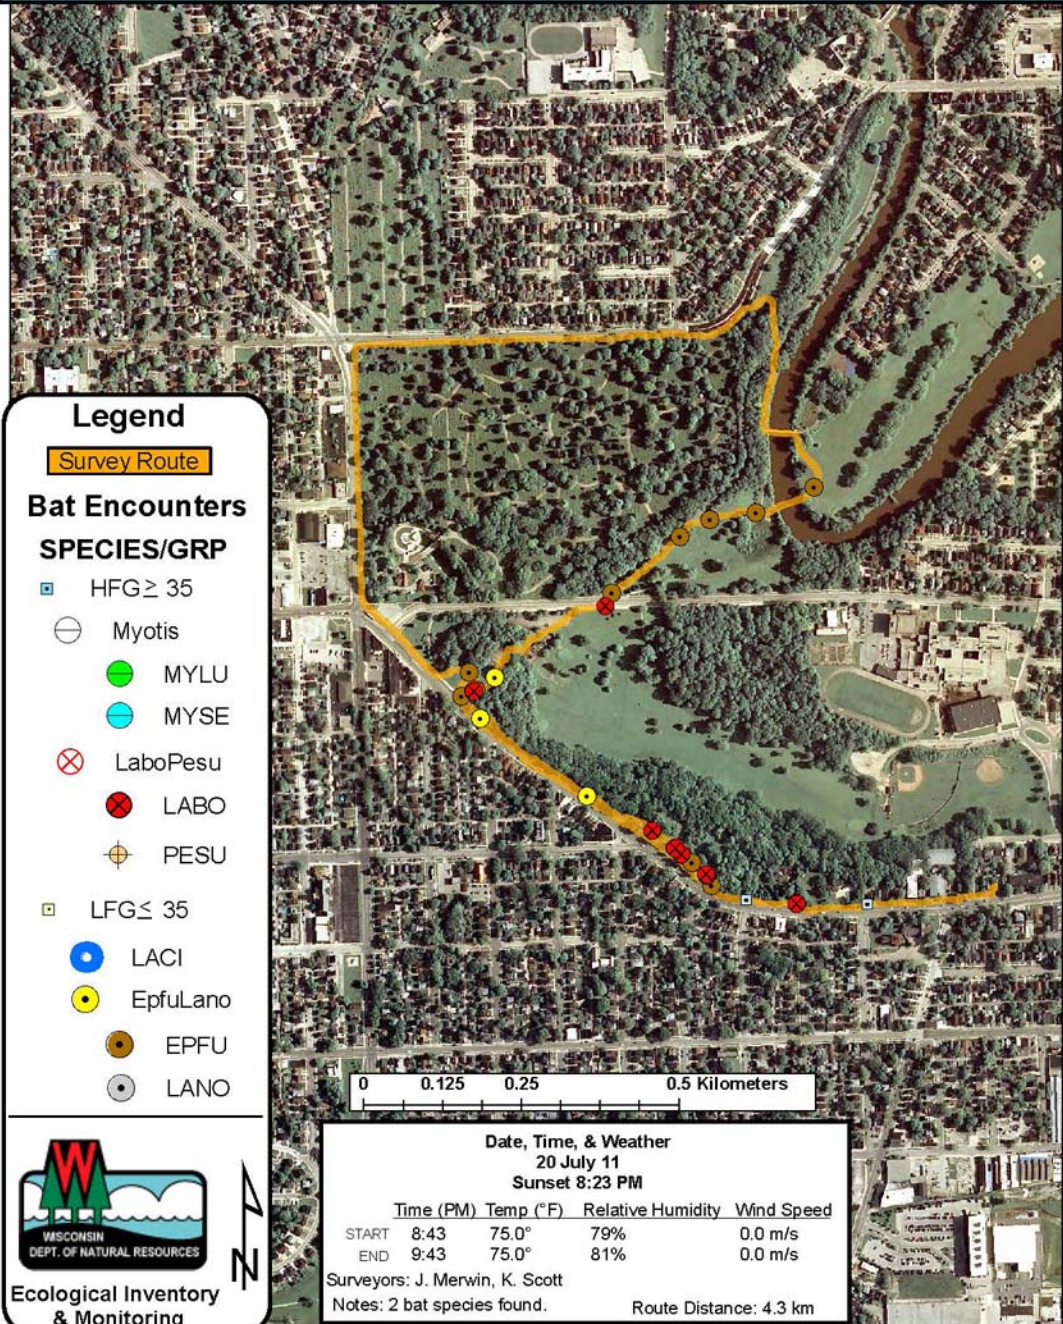 Legend
Survey Route
Bat Encounters
SPECIES/GRP
HFG ≥ 35
Myotis
MYLU
MYSE
LaboPesu
LABO
PESU
LFG ≤ 35
LACI
EpfuLano
EPFU
LANO
W
WISCONSIN
DEPT. OF NATURAL RESOURCES
Ecological Inventory
& Monitoring
N
0 0.125 0.25 0.5 Kilometers
Date, Time, & Weather
20 July 11
Sunset 8:23 PM
Time (PM) Temp (°F) Relative Humidity Wind Speed
START 8:43 75.0° 79% 0.0 m/s
END 9:43 75.0° 81% 0.0 m/s
Surveyors: J. Merwin, K. Scott
Notes: 2 bat species found. Route Distance: 4.3 km